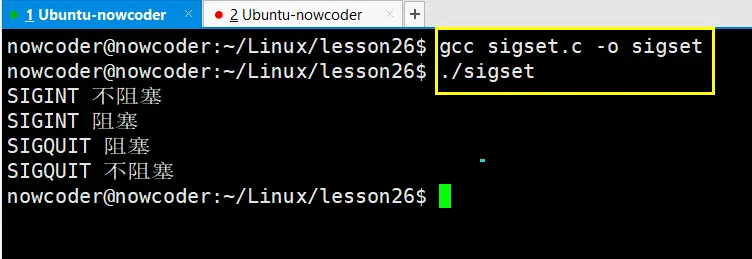 1 Ubuntu-nowcoder × 2 Ubuntu-nowcoder × +
nowcoder@nowcoder:~/Linux/lesson26$ gcc sigset.c -o sigset
nowcoder@nowcoder:~/Linux/lesson26$ ./sigset
SIGINT 不阻塞
SIGINT 阻塞
SIGQUIT 阻塞
SIGQUIT 不阻塞
nowcoder@nowcoder:~/Linux/lesson26$